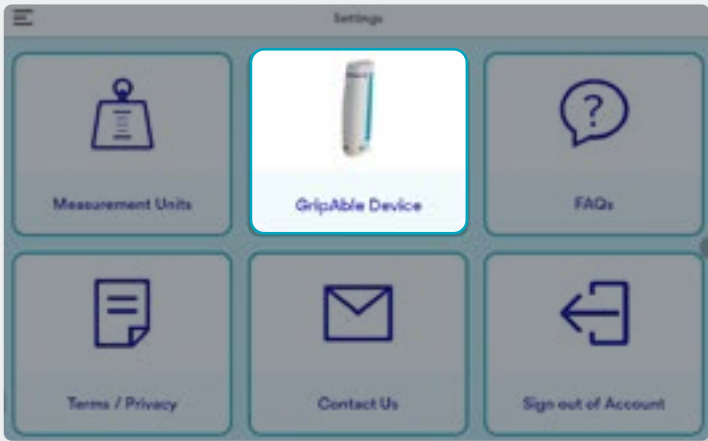 Settings
Measurement Units
GripAble Device
?
FAQs
Terms / Privacy
Contact Us
Sign out of Account